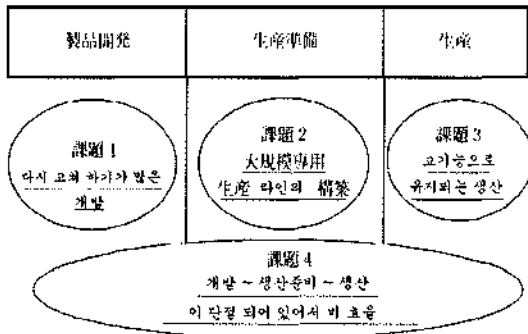 製品開発 生産準備 生産
課題 1
다시 고쳐 하기가 많은
개발
課題 2
大規模専用
生産 라인의 構築
課題 3
고기능으로
유지되는 생산
課題 4
개발 ~ 생산준비 ~ 생산
이 단절 되어 있어서 비 효율